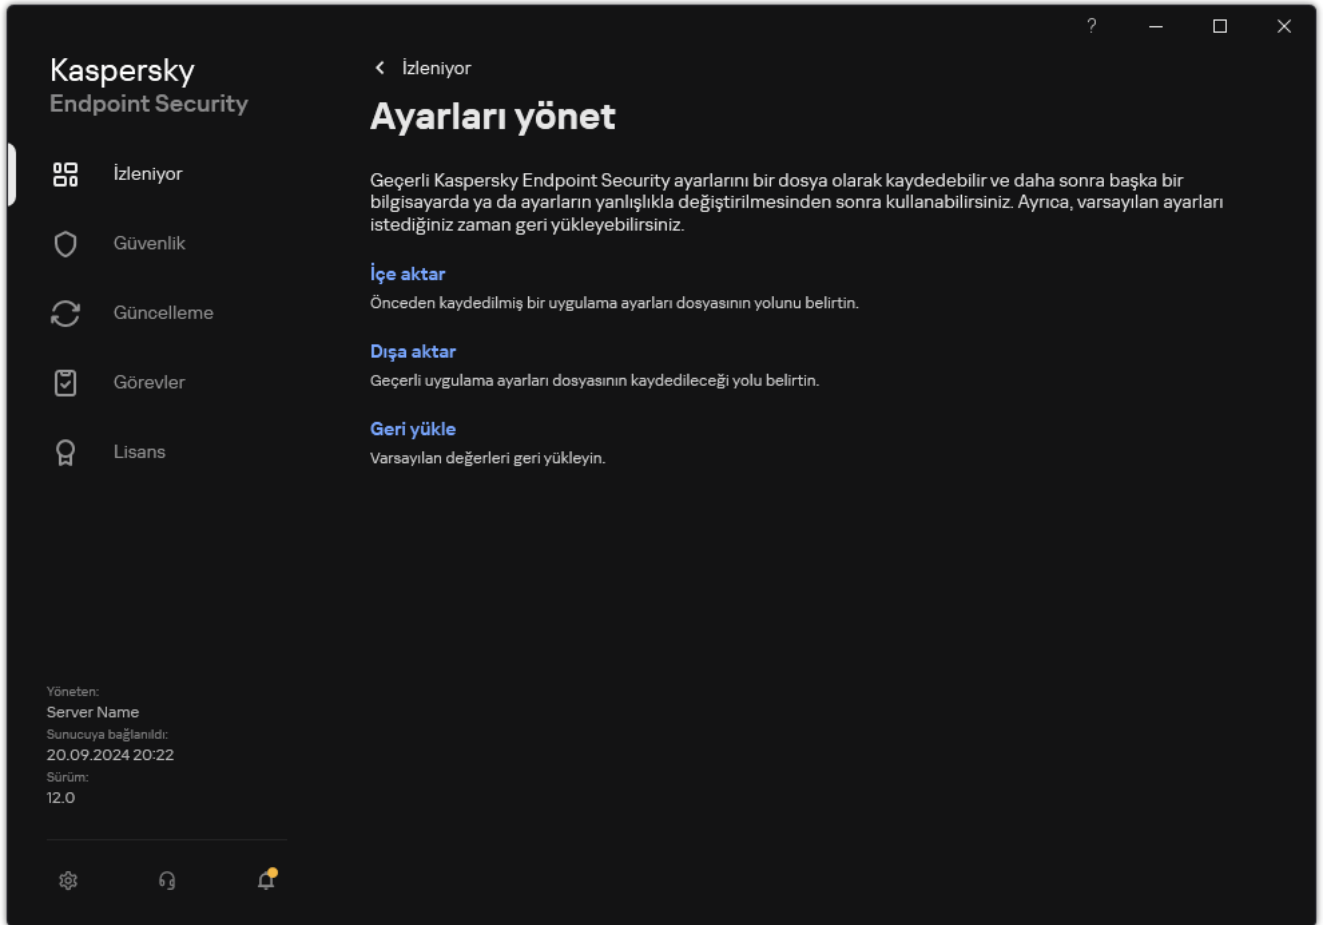 ?
Kaspersky
Endpoint Security
İzleniyor
Güvenlik
Güncelleme
Görevler
Lisans
Yöneten:
Server Name
Sunucuya bağlanıldı:
20.09.2024 20:22
Sürüm:
12.0
İzleniyor
Ayarları yönet
Geçerli Kaspersky Endpoint Security ayarlarını bir dosya olarak kaydedebilir ve daha sonra başka bir
bilgisayarda ya da ayarların yanlışlıkla değiştirilmesinden sonra kullanabilirsiniz. Ayrıca, varsayılan ayarları
istediğiniz zaman geri yükleyebilirsiniz.
İçe aktar
Önceden kaydedilmiş bir uygulama ayarları dosyasının yolunu belirtin.
Dışa aktar
Geçerli uygulama ayarları dosyasının kaydedileceği yolu belirtin.
Geri yükle
Varsayılan değerleri geri yükleyin.